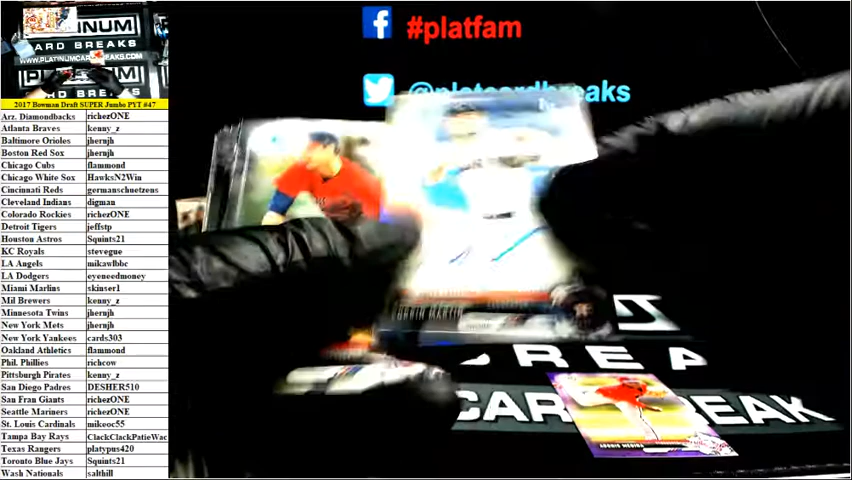 PLATINUM
CARD BREAKS
WWW.PLATINUMCARDBREAKS.COM
2017 Bowman Draft SUPER Jumbo PYT #47
Arz. Diamondbacks richezONE
Atlanta Braves kenny_z
Baltimore Orioles jhernjh
Boston Red Sox jhernjh
Chicago Cubs flammond
Chicago White Sox HawksN2Win
Cincinnati Reds germanschuetzens
Cleveland Indians digman
Colorado Rockies richezONE
Detroit Tigers jeffstp
Houston Astros Squints21
KC Royals stevegue
LA Angels mikawlbbc
LA Dodgers eyeneedmoney
Miami Marlins skinser1
Mil Brewers kenny_z
Minnesota Twins jhernjh
New York Mets jhernjh
New York Yankees cards303
Oakland Athletics flammond
Phil. Phillies richcow
Pittsburgh Pirates kenny_z
San Diego Padres DESHER510
San Fran Giants richezONE
Seattle Mariners richezONE
St. Louis Cardinals mikeoc55
Tampa Bay Rays ClackClackPatieWac
Texas Rangers platypus420
Toronto Blue Jays Squints21
Wash Nationals salthill
#platfam
@platcardbreaks
CORBIN MARTIN
BREA
CARD BREAK
ADONIS MEDINA